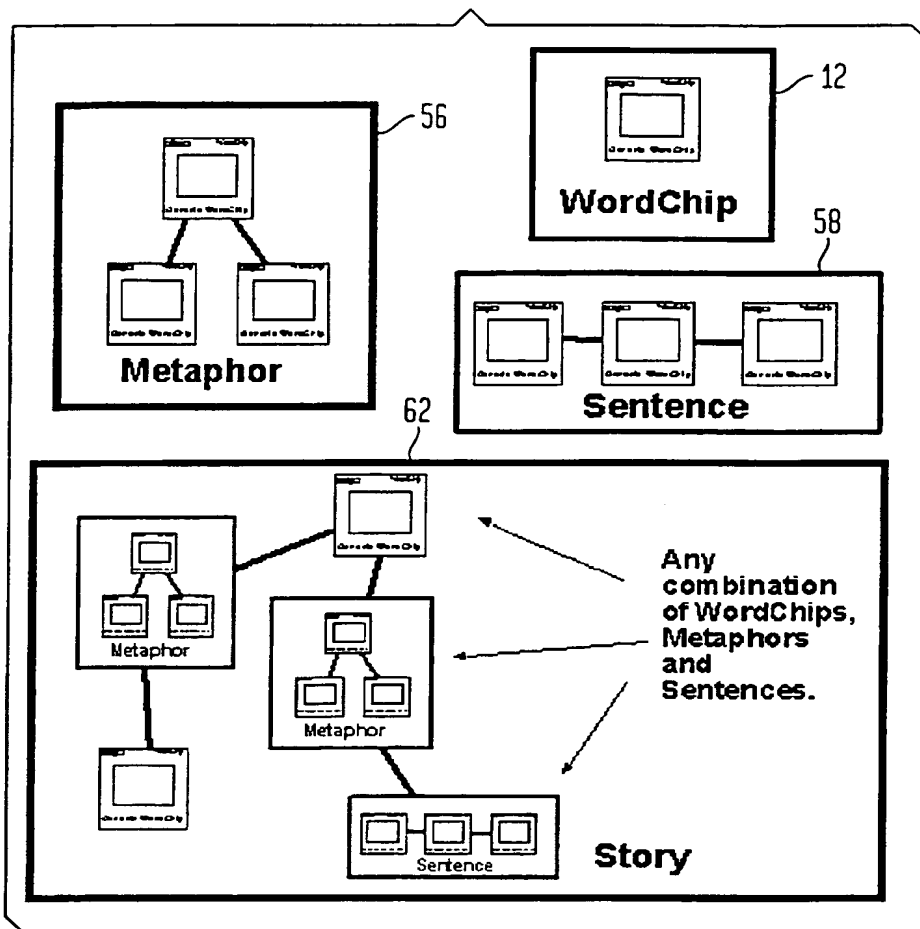 12
56
WordChip
58
Metaphor
Sentence
62
Any
combination
of WordChips,
Metaphors
and
Sentences.
Metaphor
Metaphor
Sentence
Story